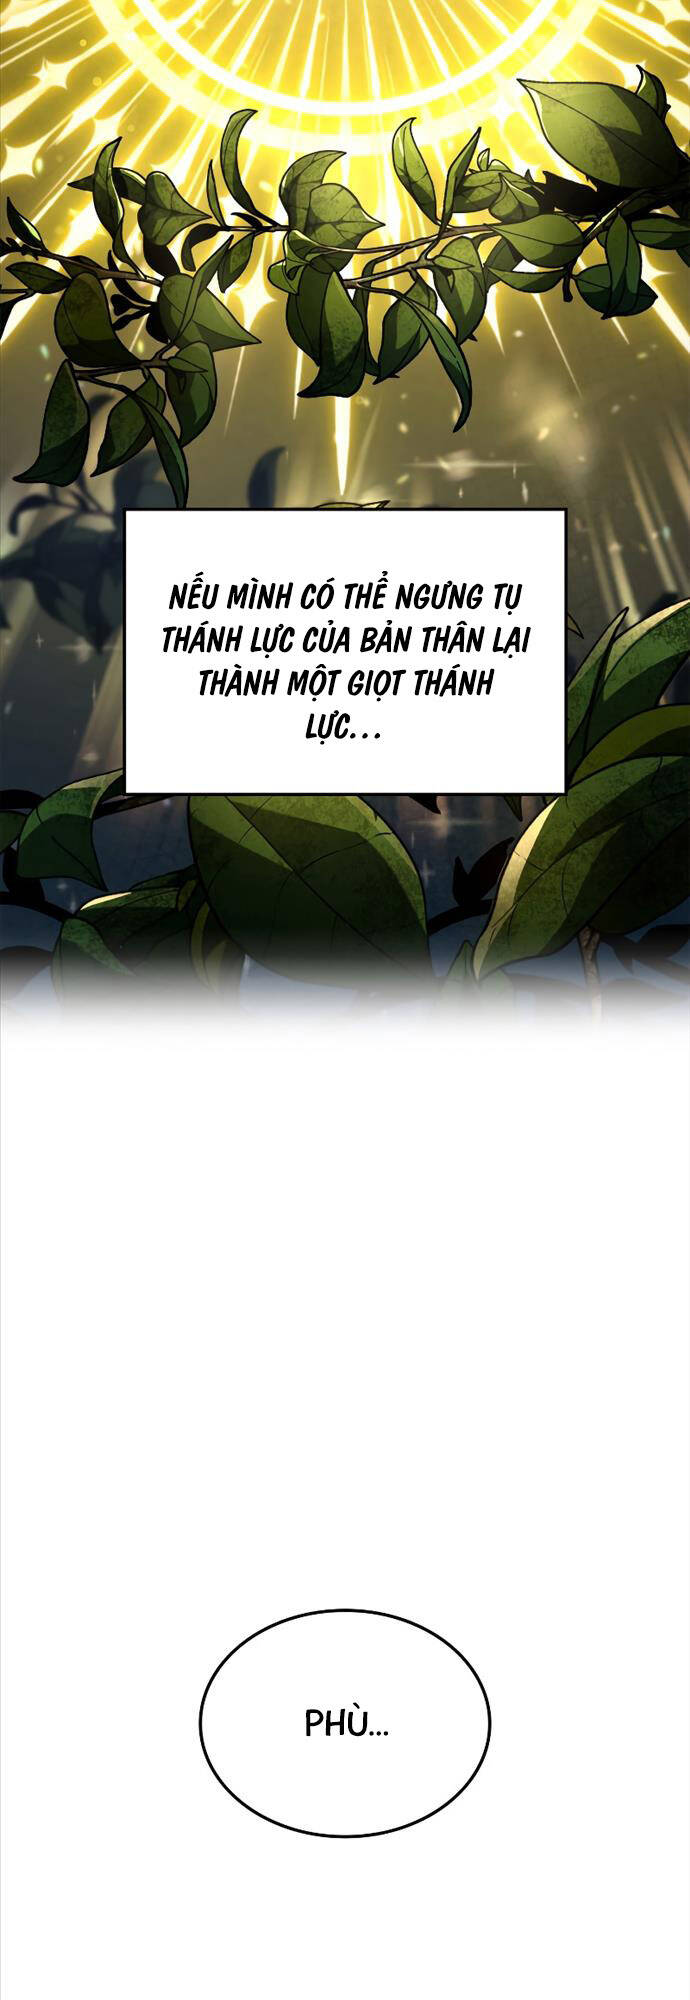 NẾU MÌNH CÓ THỂ NGƯNG TỤ
THÁNH LỰC CỦA BẢN THÂN LẠI
THÀNH MỘT GIỌT THÁNH
LỰC...
PHÙ...